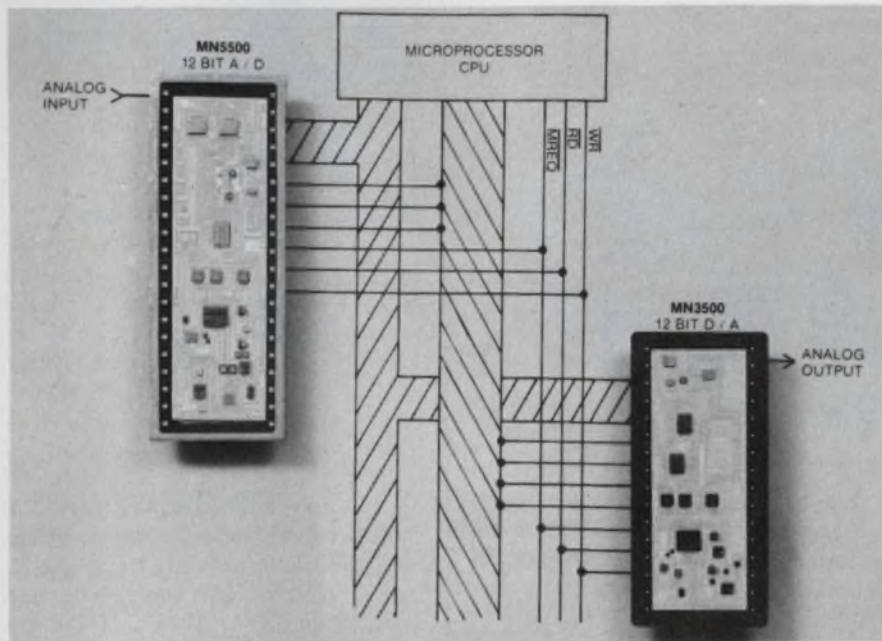 MN5500
12 BIT A / D
ANALOG
INPUT
MICROPROCESSOR
CPU
MREQ
RD
WR
MN3500
12 BIT D / A
ANALOG
OUTPUT